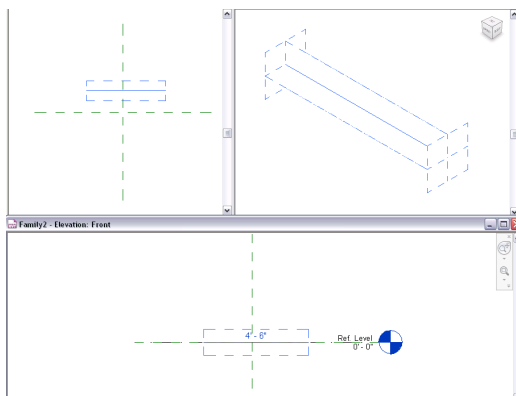 Family2 - Elevation: Front
4' - 6"
Ref. Level
0' - 0"